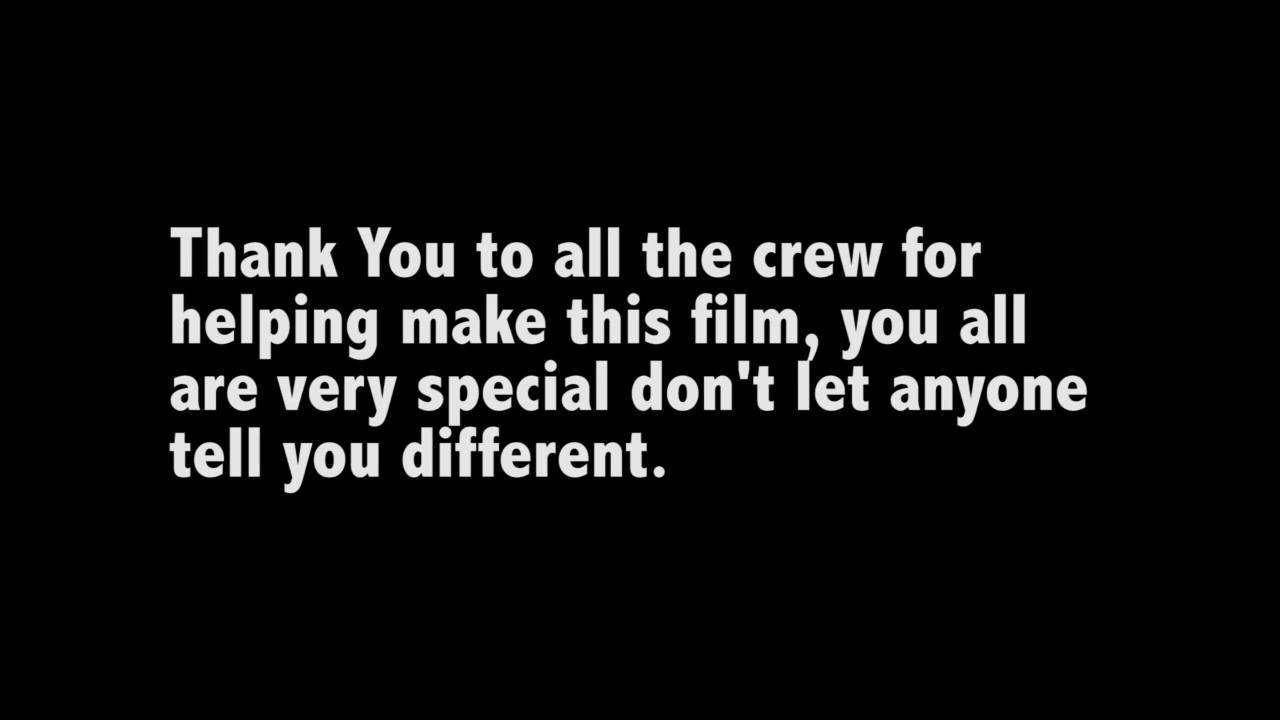 Thank You to all the crew for
helping make this film, you all
are very special don't let anyone
tell you different.